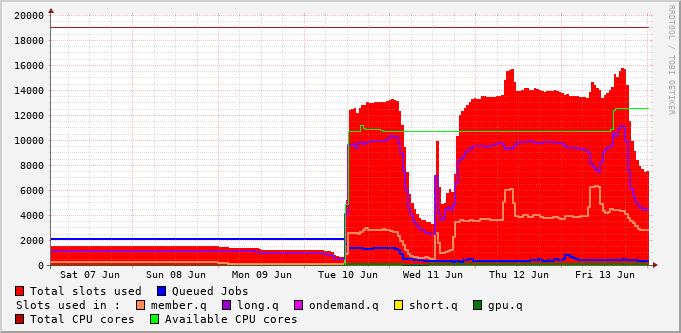 RRDTOOL / TOBI OETIKER
20000
18000
16000
14000
12000
10000
8000
6000
4000
2000
0
Sat 07 Jun Sun 08 Jun Mon 09 Jun Tue 10 Jun Wed 11 Jun Thu 12 Jun Fri 13 Jun
Total slots used Queued Jobs
Slots used in : member.q long.q ondemand.q short.q gpu.q
Total CPU cores Available CPU cores